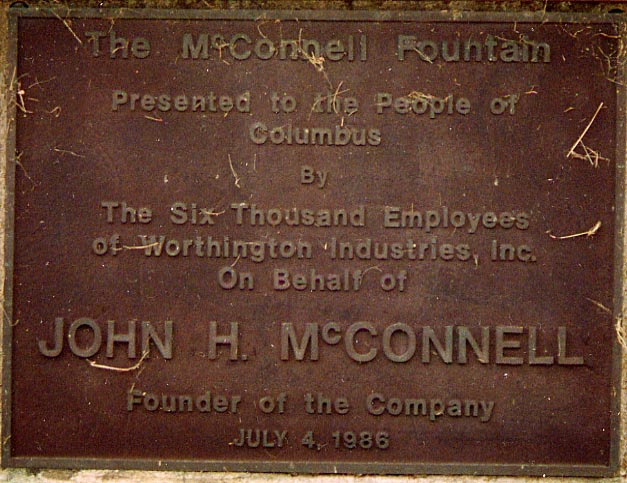 The McConnell Fountain
Presented to the People of
Columbus
By
The Six Thousand Employees
of Worthington Industries, Inc.
On Behalf of
JOHN H. McCONNELL
Founder of the Company
JULY 4, 1986